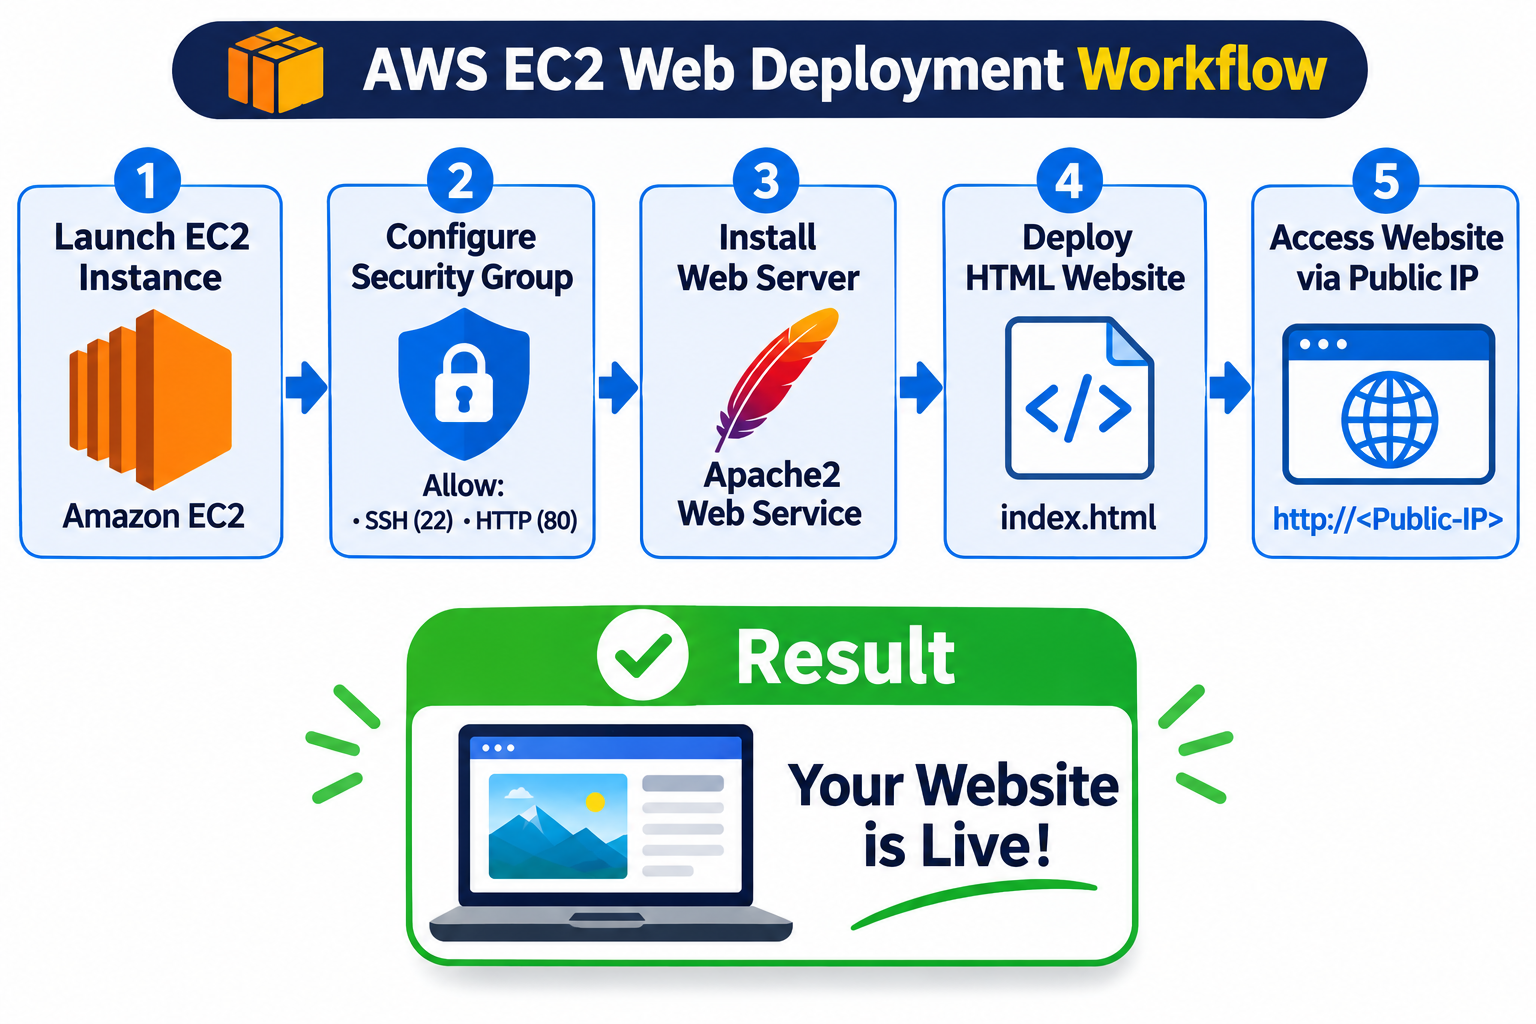 AWS EC2 Web Deployment Workflow
1
Launch EC2
Instance
Amazon EC2
2
Configure
Security Group
Allow:
• SSH (22) • HTTP (80)
3
Install
Web Server
Apache2
Web Service
4
Deploy
HTML Website
</>
index.html
5
Access Website
via Public IP
http://<Public-IP>
Result
Your Website
is Live!